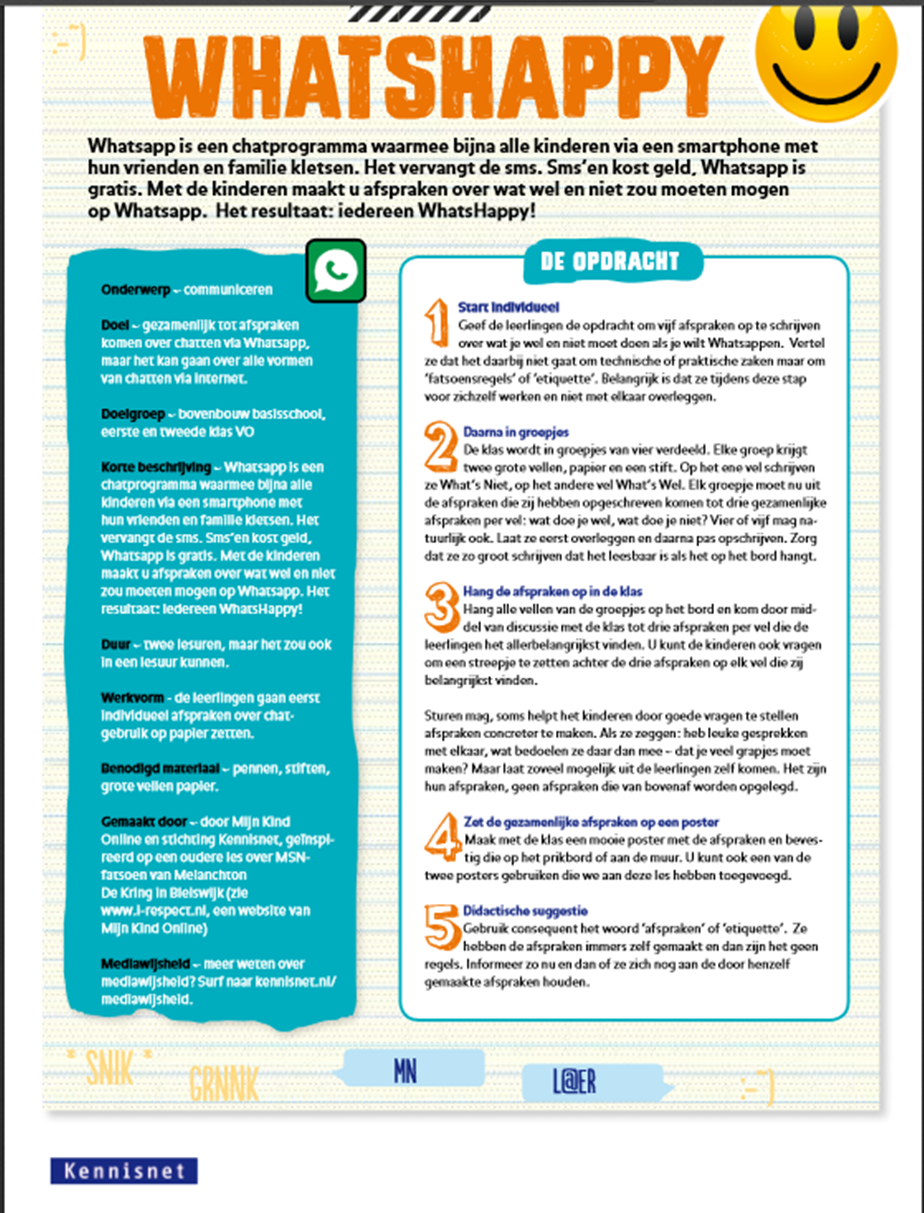 :-")
WHATSHAPPY
Whatsapp is een chatprogramma waarmee bijna alle kinderen via een smartphone met
hun vrienden en familie kletsen. Het vervangt de sms. Sms'en kost geld, Whatsapp is
gratis. Met de kinderen maakt u afspraken over wat wel en niet zou moeten mogen
op Whatsapp. Het resultaat: iedereen WhatsHappy!
Onderwerp – communiceren
Doel – gezamenlijk tot afspraken
komen over chatten via Whatsapp,
maar het kan gaan over alle vormen
van chatten via internet.
Doelgroep – bovenbouw basisschool,
eerste en tweede klas VO
Korte beschrijving – Whatsapp is een
chatprogramma waarmee bijna alle
kinderen via een smartphone met
hun vrienden en familie kletsen. Het
vervangt de sms. Sms'en kost geld,
Whatsapp is gratis. Met de kinderen
maakt u afspraken over wat wel en niet
zou moeten mogen op Whatsapp. Het
resultaat: iedereen WhatsHappy!
Duur – twee lesuren, maar het zou ook
in een lesuur kunnen.
Werkvorm - de leerlingen gaan eerst
individueel afspraken over chat-
gebruik op papier zetten.
Benodigd materiaal – pennen, stiften,
grote vellen papier.
Gemaakt door – door Mijn Kind
Online en stichting Kennisnet, geïnspi-
reerd op een oudere les over MSN-
fatsoen van Melanchton
De Kring in Bleiswijk (zie
www.i-respect.nl, een website van
Mijn Kind Online)
Mediawijsheid – meer weten over
mediawijsheid? Surf naar kennisnet.nl/
mediawijsheid.
DE OPDRACHT
1 Start individueel
Geef de leerlingen de opdracht om vijf afspraken op te schrijven
over wat je wel en niet moet doen als je wilt Whatsappen. Vertel
ze dat het daarbij niet gaat om technische of praktische zaken maar om
'fatsoensregels' of 'etiquette'. Belangrijk is dat ze tijdens deze stap
voor zichzelf werken en niet met elkaar overleggen.
2 Daarna in groepjes
De klas wordt in groepjes van vier verdeeld. Elke groep krijgt
twee grote vellen, papier en een stift. Op het ene vel schrijven
ze What's Niet, op het andere vel What's Wel. Elk groepje moet nu uit
de afspraken die zij hebben opgeschreven komen tot drie gezamenlijke
afspraken per vel: wat doe je wel, wat doe je niet? Vier of vijf mag na-
tuurlijk ook. Laat ze eerst overleggen en daarna pas opschrijven. Zorg
dat ze zo groot schrijven dat het leesbaar is als het op het bord hangt.
3 Hang de afspraken op in de klas
Hang alle vellen van de groepjes op het bord en kom door mid-
del van discussie met de klas tot drie afspraken per vel die de
leerlingen het allerbelangrijkst vinden. U kunt de kinderen ook vragen
om een streepje te zetten achter de drie afspraken op elk vel die zij
belangrijkst vinden.
Sturen mag, soms helpt het kinderen door goede vragen te stellen
afspraken concreter te maken. Als ze zeggen: heb leuke gesprekken
met elkaar, wat bedoelen ze daar dan mee – dat je veel grapjes moet
maken? Maar laat zoveel mogelijk uit de leerlingen zelf komen. Het zijn
hun afspraken, geen afspraken die van bovenaf worden opgelegd.
4 Zet de gezamenlijke afspraken op een poster
Maak met de klas een mooie poster met de afspraken en beves-
tig die op het prikbord of aan de muur. U kunt ook een van de
twee posters gebruiken die we aan deze les hebben toegevoegd.
5 Didactische suggestie
Gebruik consequent het woord 'afspraken' of 'etiquette'. Ze
hebben de afspraken immers zelf gemaakt en dan zijn het geen
regels. Informeer zo nu en dan of ze zich nog aan de door henzelf
gemaakte afspraken houden.
* SNIK *
GRNNK
MN
L@ER
:-")
Kennisnet